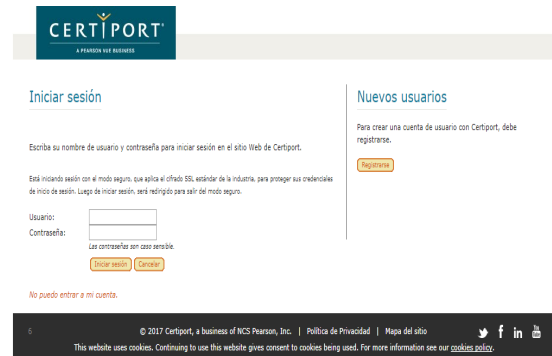 CERTIPORT
A PEARSON VUE BUSINESS
Iniciar sesión
Escriba su nombre de usuario y contraseña para iniciar sesión en el sitio Web de Certiport.
Está iniciando sesión con el modo seguro, que aplica el cifrado SSL estándar de la industria, para proteger sus credenciales
de inicio de sesión. Luego de iniciar sesión, será redirigido para salir del modo seguro.
Usuario:
Contraseña:
Las contraseñas son caso sensible.
Iniciar sesión Cancelar
No puedo entrar a mi cuenta.
Nuevos usuarios
Para crear una cuenta de usuario con Certiport, debe
registrarse.
Registrarse
6 © 2017 Certiport, a business of NCS Pearson, Inc. | Política de Privacidad | Mapa del sitio
This website uses cookies. Continuing to use this website gives consent to cookies being used. For more information see our cookies policy.